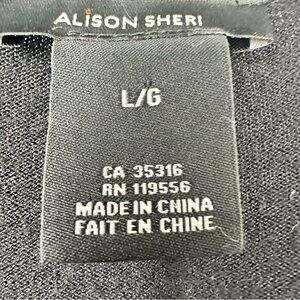 ALISON SHERI
L/G
CA 35316
RN 119556
MADE IN CHINA
FAIT EN CHINE